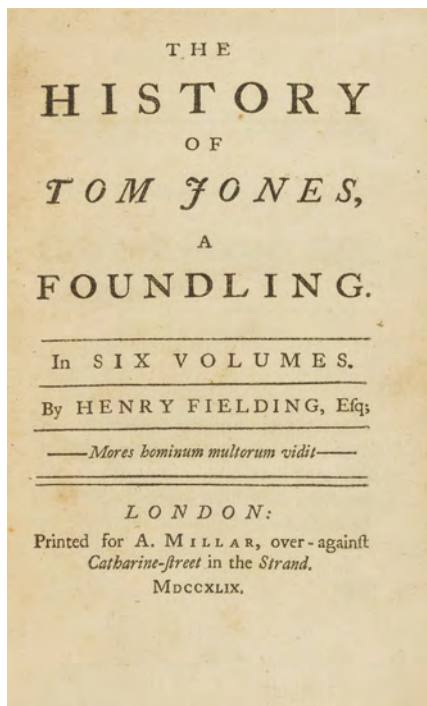 THE
HISTORY
OF
TOM JONES,
A
FOUNDLING.
In SIX VOLUMES.
By HENRY FIELDING, Eſq;
——Mores hominum multorum vidit——
LONDON:
Printed for A. MILLAR, over-againſt
Catharine-ſtreet in the Strand.
MDCCXLIX.